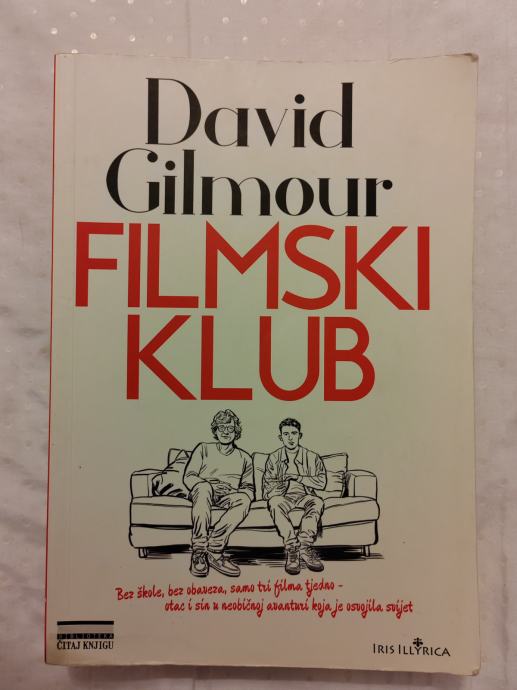 David
Gilmour
FILMSKI
KLUB
Bez škole, bez obaveza, samo tri filma tjedno –
otac i sin u neobičnoj avanturi koja je osvojila svijet
BIBLIOTEKA
ČITAJ KNJIGU
IRIS ILLYRICA